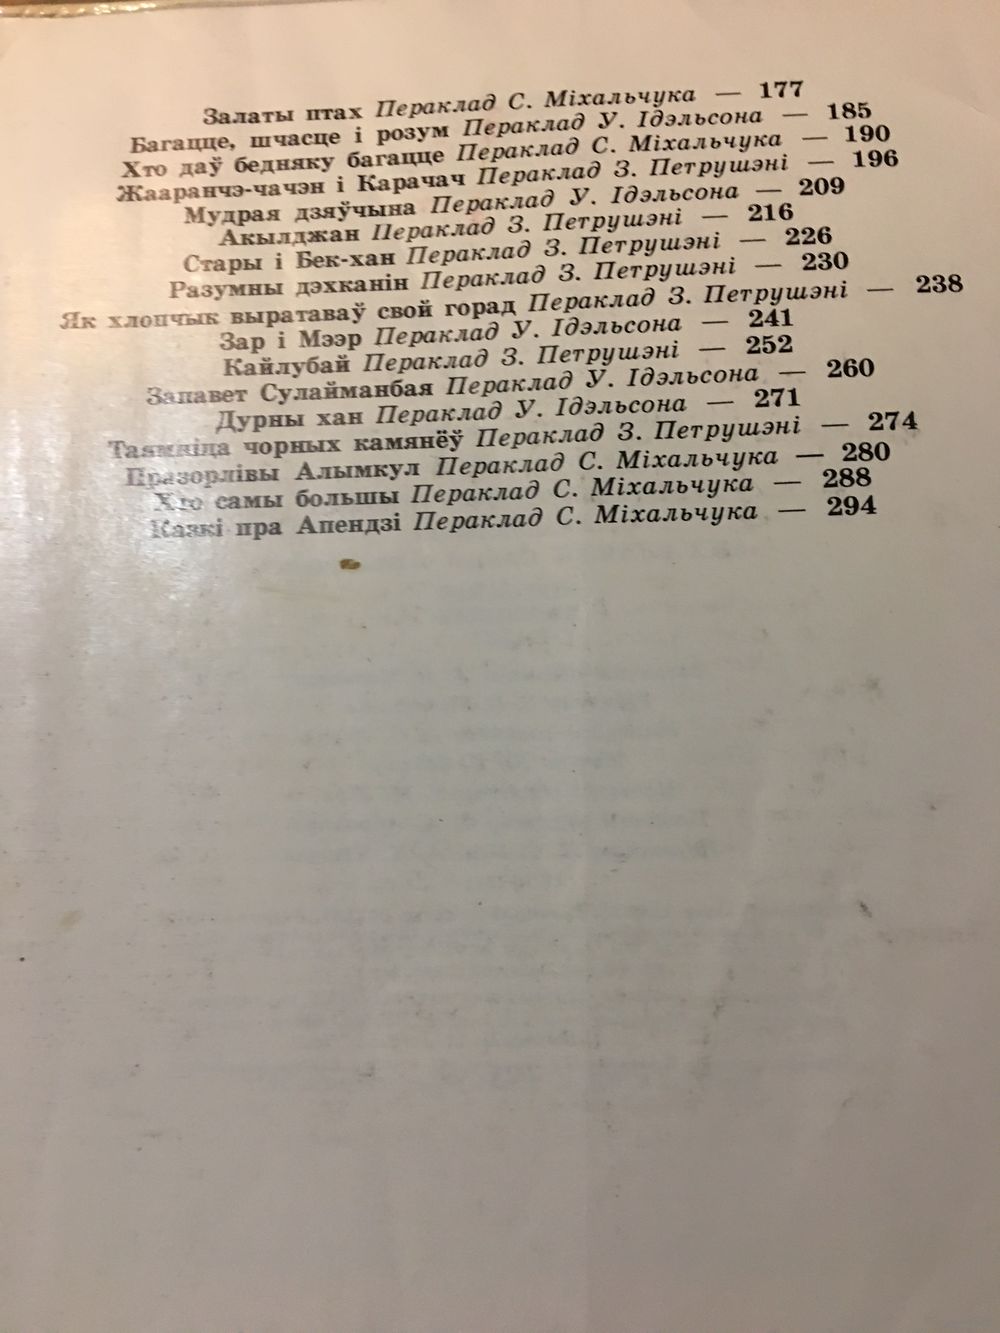 Залаты птах Пераклад С. Міхальчука — 177
Багацце, шчасце і розум Пераклад У. Ідэльсона — 185
Хто даў бедняку багацце Пераклад С. Міхальчука — 190
Жааранчэ-чачэн і Карачач Пераклад З. Петрушэні — 196
Мудрая дзяўчына Пераклад У. Ідэльсона — 209
Акылджан Пераклад З. Петрушэні — 216
Стары і Бек-хан Пераклад З. Петрушэні — 226
Разумны дэхканін Пераклад З. Петрушэні — 230
Як хлопчык выратаваў свой горад Пераклад З. Петрушэні — 238
Зар і Мээр Пераклад У. Ідэльсона — 241
Кайлубай Пераклад З. Петрушэні — 252
Запавет Сулайманбая Пераклад У. Ідэльсона — 260
Дурны хан Пераклад У. Ідэльсона — 271
Таямніца чорных камянёў Пераклад З. Петрушэні — 274
Празорлівы Алымкул Пераклад С. Міхальчука — 280
Хто самы большы Пераклад С. Міхальчука — 288
Казкі пра Апендзі Пераклад С. Міхальчука — 294